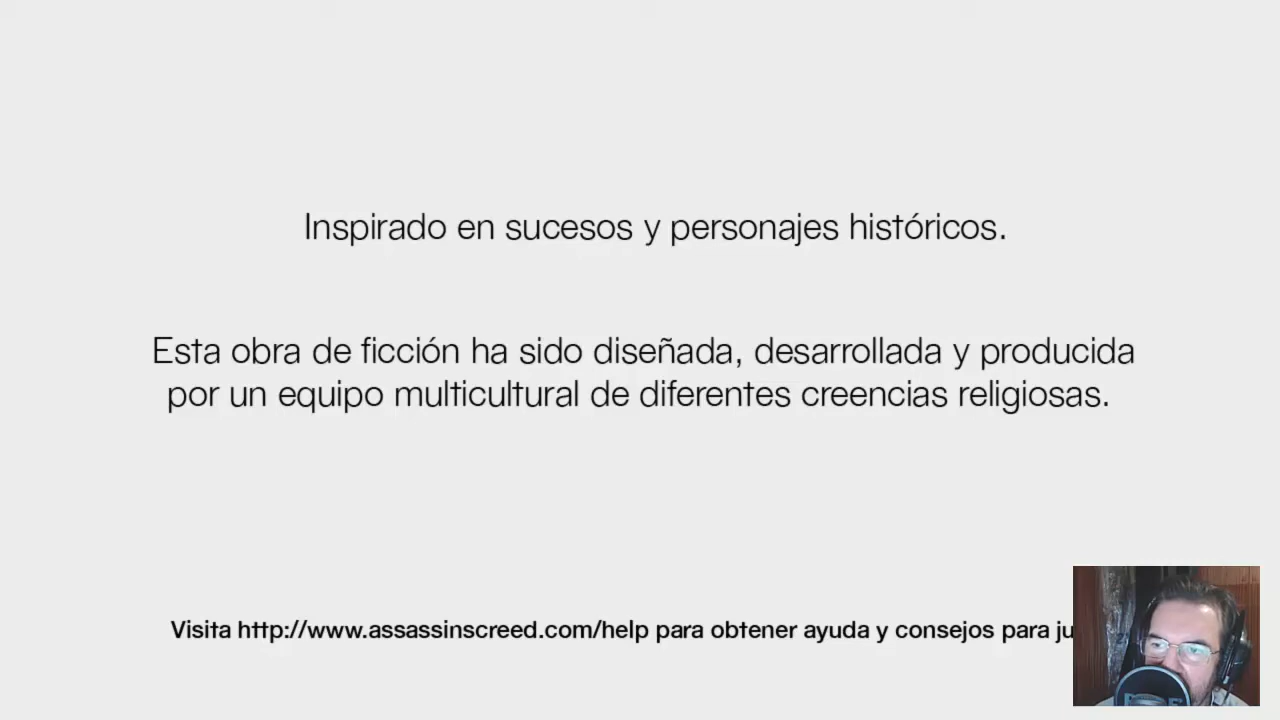 Inspirado en sucesos y personajes históricos.
Esta obra de ficción ha sido diseñada, desarrollada y producida
por un equipo multicultural de diferentes creencias religiosas.
Visita http://www.assassinscreed.com/help para obtener ayuda y consejos para